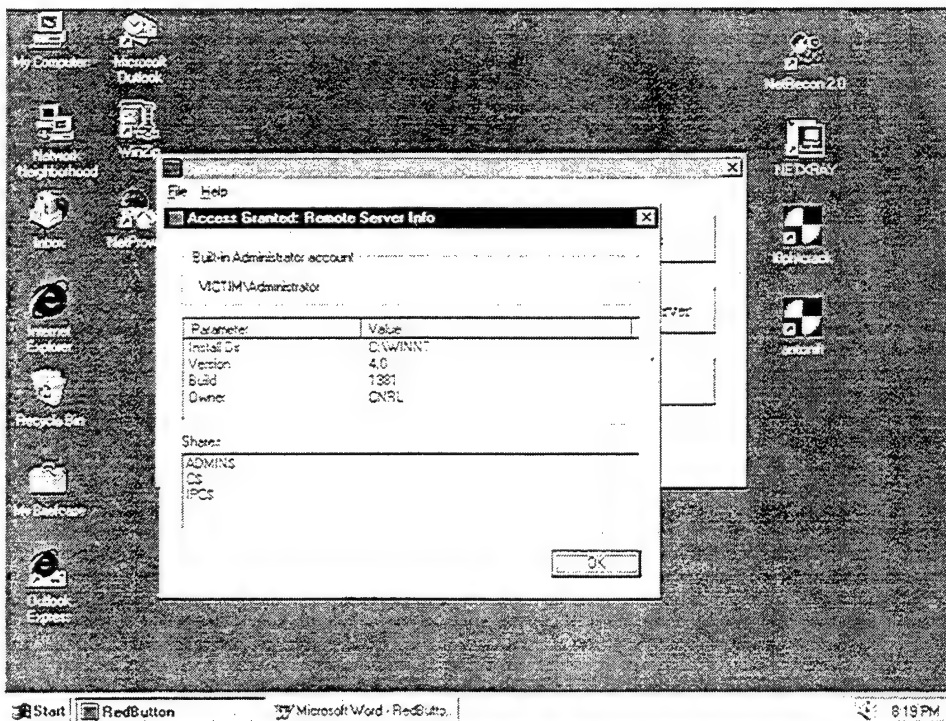 My Computer
Microsoft
Outlook
NetRecon 2.0
Network
Neighborhood
WinZip
NETXRAY
File Help
Access Granted: Remote Server Info
Inbox
Built-in Administrator account
VICTIM\Administrator
l0phtcrack
erver
Parameter Value
Internet
Explorer
Install Dir C:\WINNT
Version 4.0
Build 1381
Owner CNRL
Recycle Bin
Shares
ADMIN$
C$
IPC$
My Briefcase
OK
Outlook
Express
Start RedButton Microsoft Word - RedButto... 8:19 PM